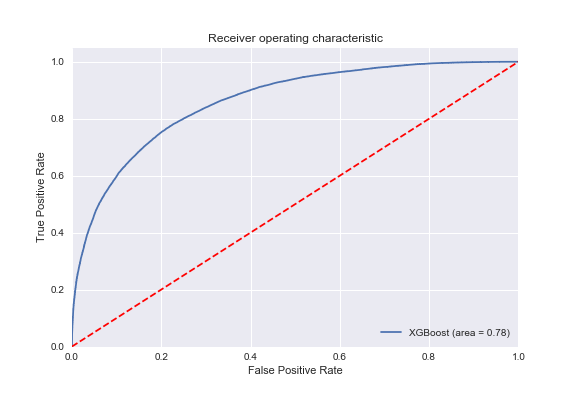 Receiver operating characteristic
1.0
0.8
0.6
0.4
0.2
0.0
True Positive Rate
XGBoost (area = 0.78)
0.0 0.2 0.4 0.6 0.8 1.0
False Positive Rate